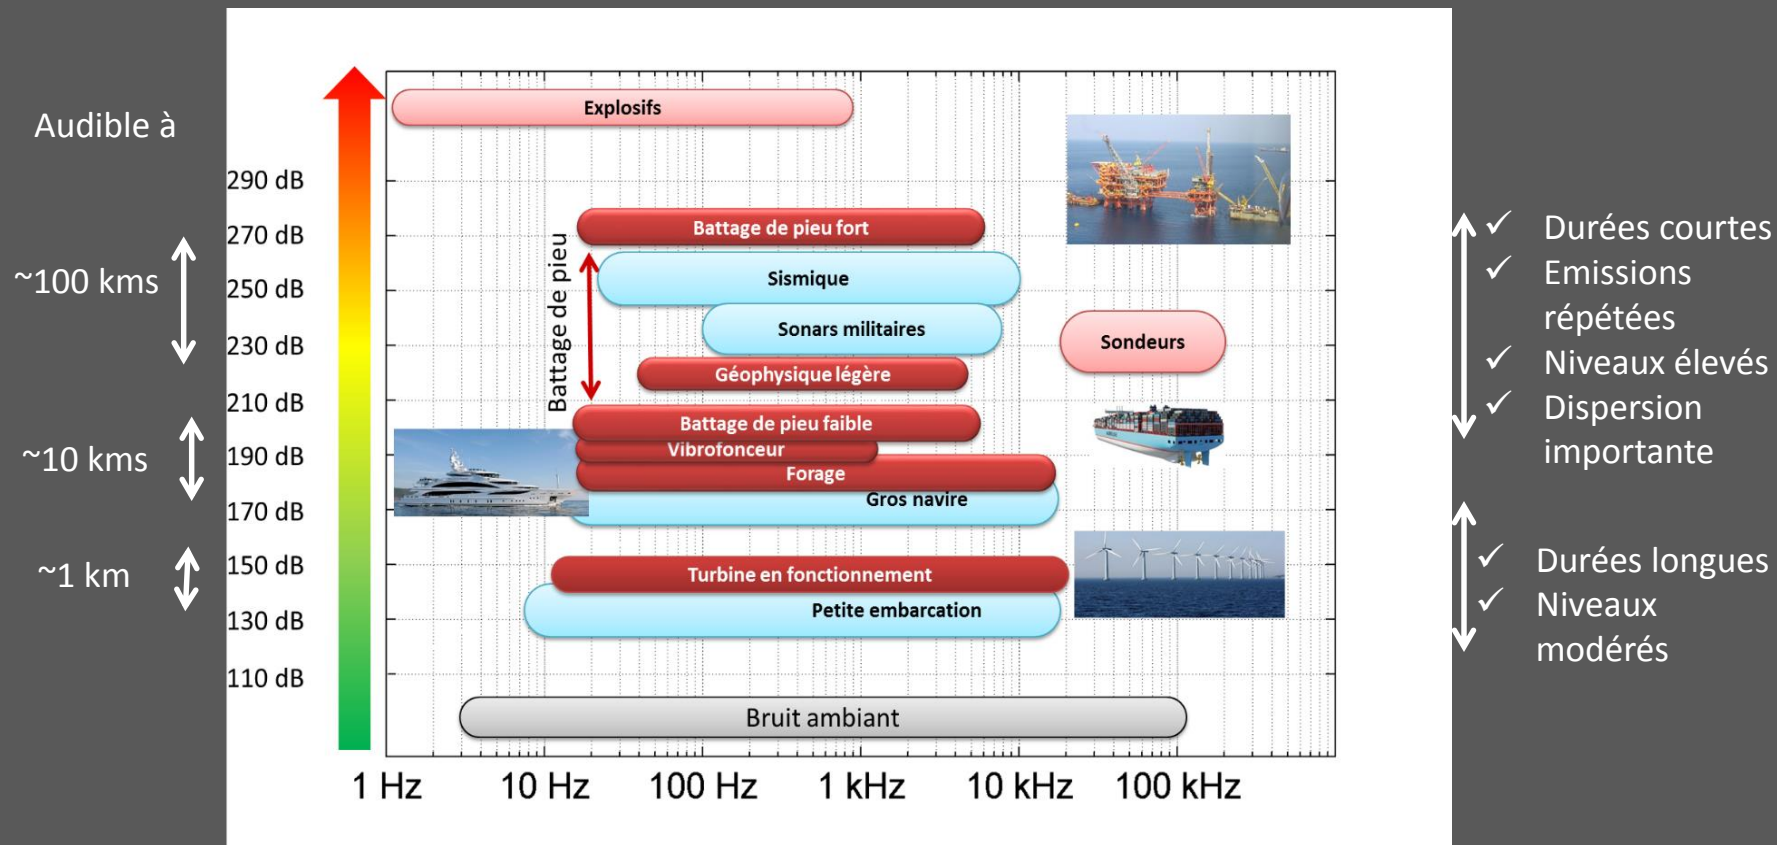 Audible à
~100 kms
~10 kms
~1 km
290 dB
270 dB
250 dB
230 dB
210 dB
190 dB
170 dB
150 dB
130 dB
110 dB
Explosifs
Battage de pieu fort
Sismique
Sonars militaires
Sondeurs
Géophysique légère
Battage de pieu
Battage de pieu faible
Vibrofonceur
Forage
Gros navire
Turbine en fonctionnement
Petite embarcation
Bruit ambiant
1 Hz 10 Hz 100 Hz 1 kHz 10 kHz 100 kHz
✓ Durées courtes
✓ Emissions
répétées
✓ Niveaux élevés
✓ Dispersion
importante
✓ Durées longues
✓ Niveaux
modérés